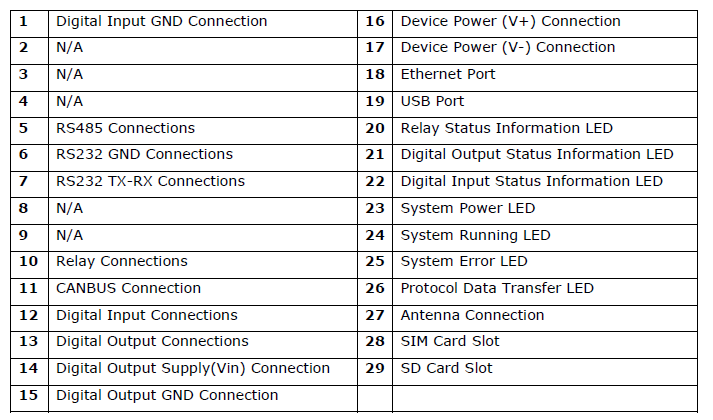 1 Digital Input GND Connection 16 Device Power (V+) Connection
2 N/A 17 Device Power (V-) Connection
3 N/A 18 Ethernet Port
4 N/A 19 USB Port
5 RS485 Connections 20 Relay Status Information LED
6 RS232 GND Connections 21 Digital Output Status Information LED
7 RS232 TX-RX Connections 22 Digital Input Status Information LED
8 N/A 23 System Power LED
9 N/A 24 System Running LED
10 Relay Connections 25 System Error LED
11 CANBUS Connection 26 Protocol Data Transfer LED
12 Digital Input Connections 27 Antenna Connection
13 Digital Output Connections 28 SIM Card Slot
14 Digital Output Supply(Vin) Connection 29 SD Card Slot
15 Digital Output GND Connection